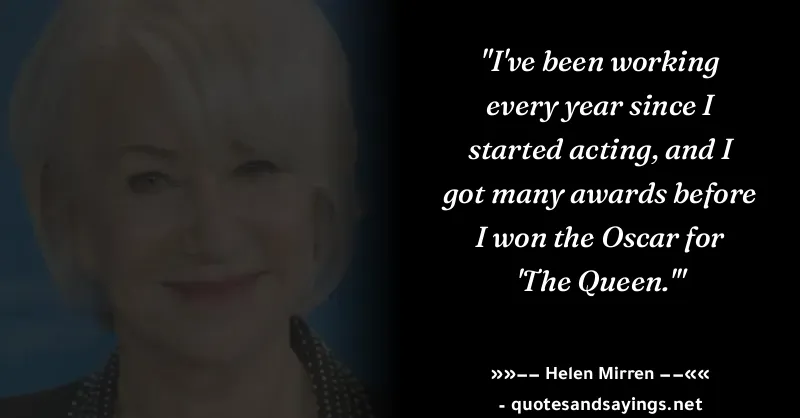 "I've been working
every year since I
started acting, and I
got many awards before
I won the Oscar for
'The Queen.'"
»»−− Helen Mirren −−««
- quotesandsayings.net